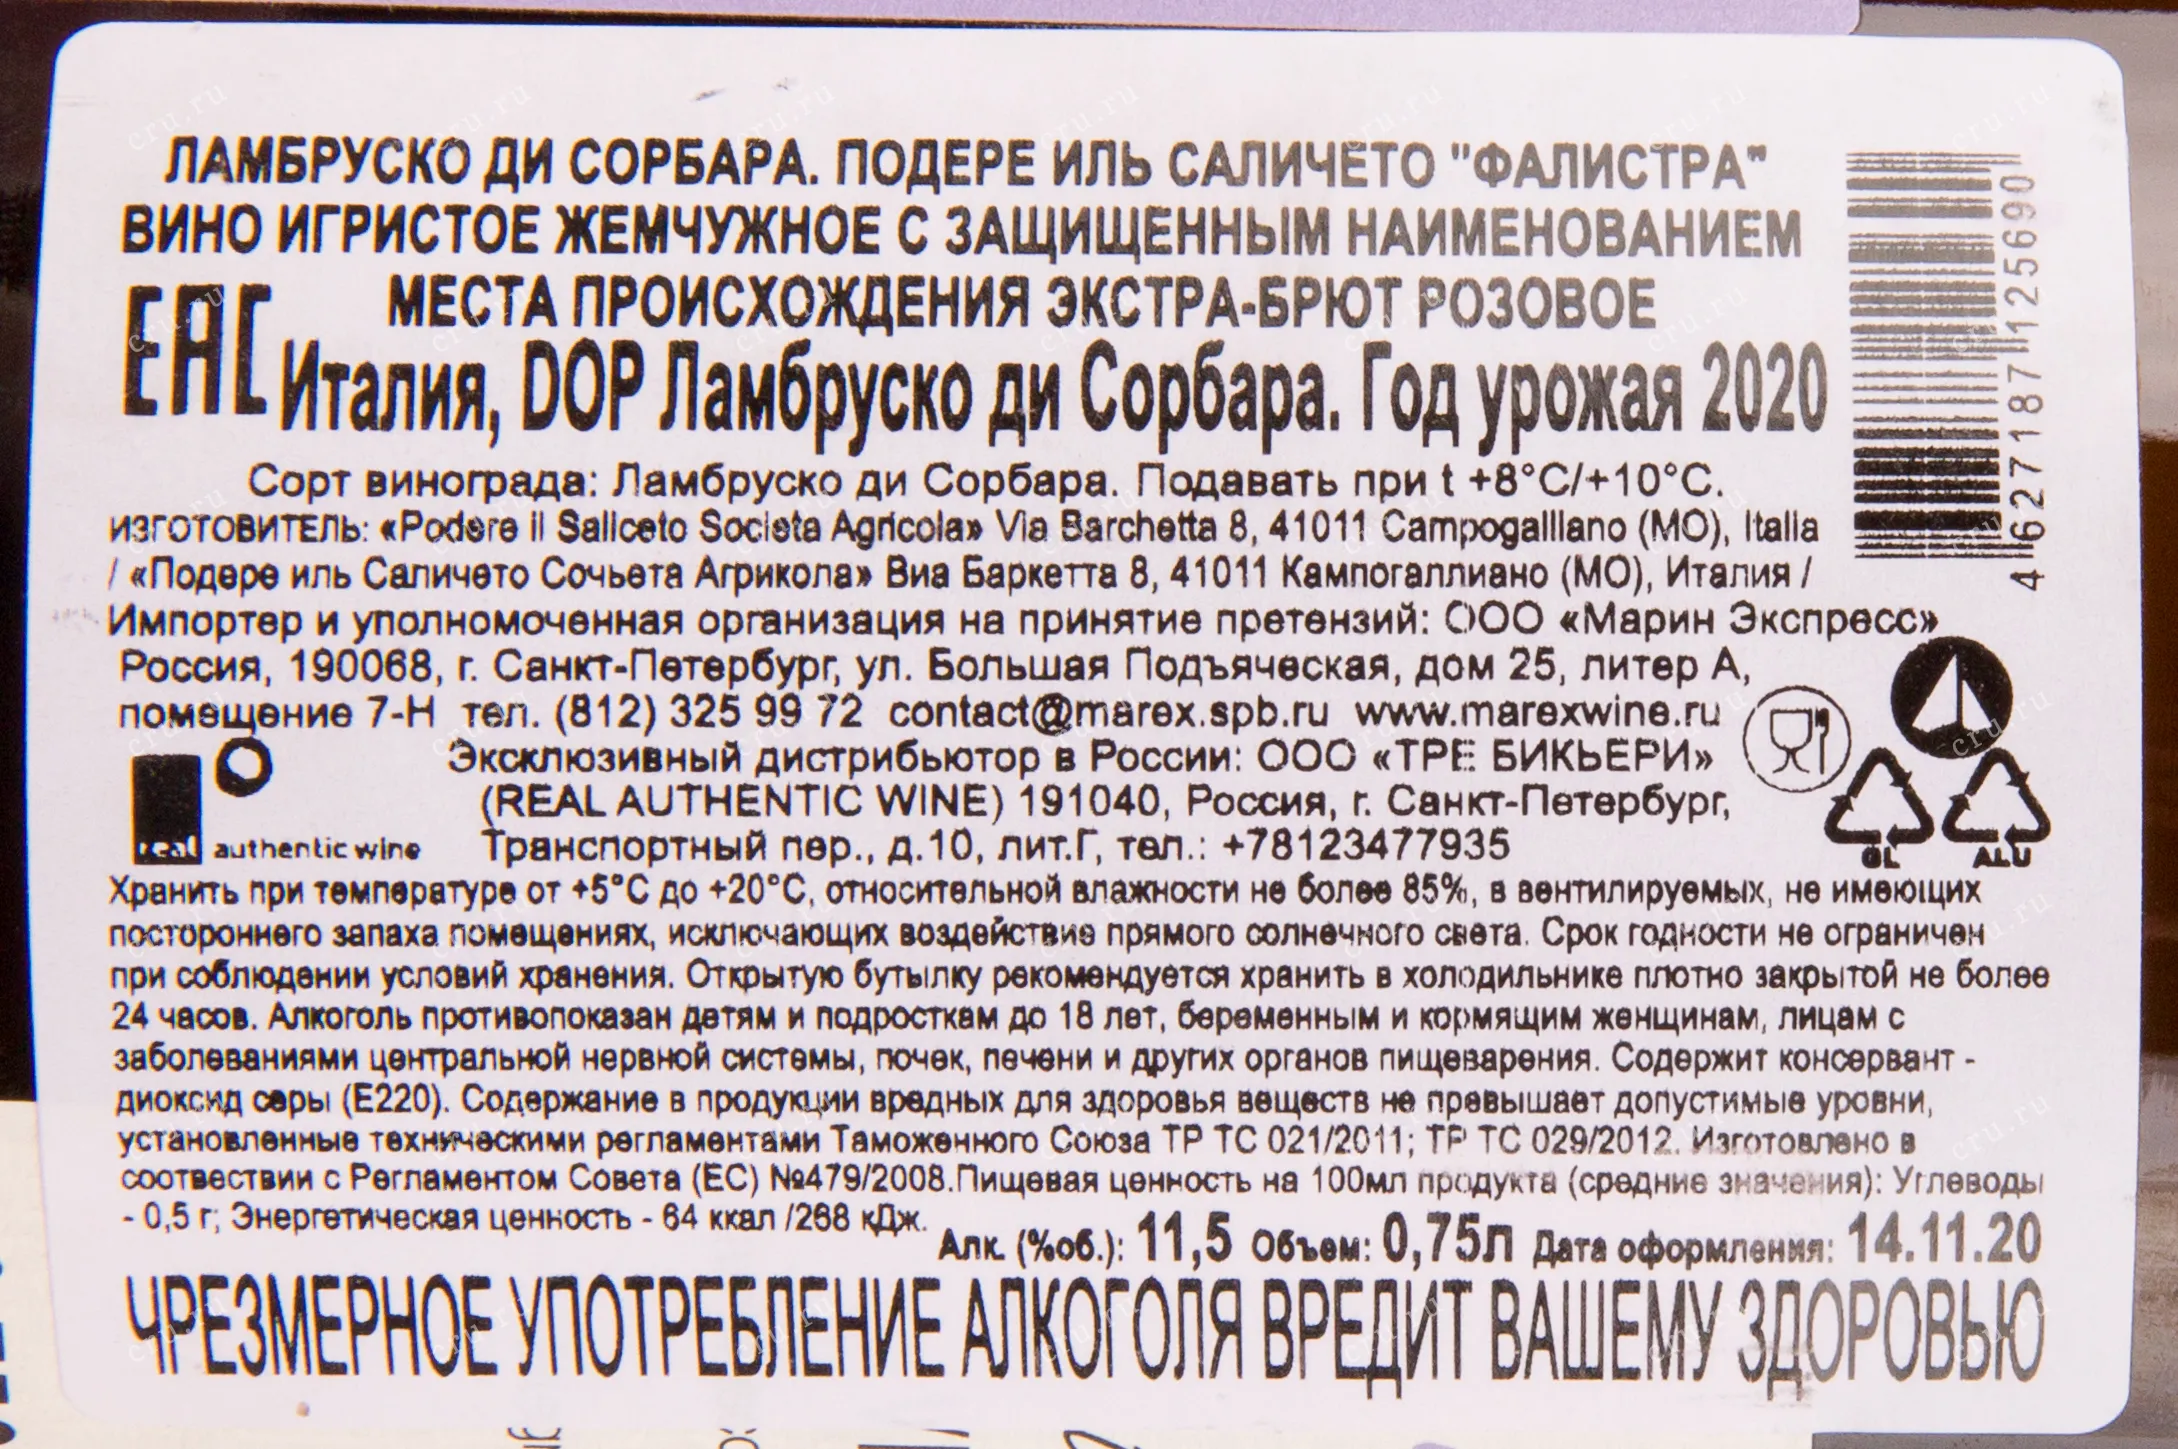 ЛАМБРУСКО ДИ СОРБАРА. ПОДЕРЕ ИЛЬ САЛИЧЕТО "ФАЛИСТРА"
ВИНО ИГРИСТОЕ ЖЕМЧУЖНОЕ С ЗАЩИЩЕННЫМ НАИМЕНОВАНИЕМ
МЕСТА ПРОИСХОЖДЕНИЯ ЭКСТРА-БРЮТ РОЗОВОЕ
EAC
Италия, DOP Ламбруско ди Сорбара. Год урожая 2020
4 627187 125690
Сорт винограда: Ламбруско ди Сорбара. Подавать при t +8°C/+10°C.
ИЗГОТОВИТЕЛЬ: «Podere il Saliceto Societa Agricola» Via Barchetta 8, 41011 Campogalliano (MO), Italia
/ «Подере иль Саличето Сочьета Агрикола» Виа Баркетта 8, 41011 Кампогаллиано (МО), Италия /
Импортер и уполномоченная организация на принятие претензий: ООО «Марин Экспресс»
Россия, 190068, г. Санкт-Петербург, ул. Большая Подъяческая, дом 25, литер А,
помещение 7-Н тел. (812) 325 99 72 contact@marex.spb.ru www.marexwine.ru
Эксклюзивный дистрибьютор в России: ООО «ТРЕ БИКЬЕРИ»
(REAL AUTHENTIC WINE) 191040, Россия, г. Санкт-Петербург,
Транспортный пер., д.10, лит.Г, тел.: +78123477935
real authentic wine
GL ALU
Хранить при температуре от +5°C до +20°C, относительной влажности не более 85%, в вентилируемых, не имеющих
постороннего запаха помещениях, исключающих воздействие прямого солнечного света. Срок годности не ограничен
при соблюдении условий хранения. Открытую бутылку рекомендуется хранить в холодильнике плотно закрытой не более
24 часов. Алкоголь противопоказан детям и подросткам до 18 лет, беременным и кормящим женщинам, лицам с
заболеваниями центральной нервной системы, почек, печени и других органов пищеварения. Содержит консервант -
диоксид серы (Е220). Содержание в продукции вредных для здоровья веществ не превышает допустимые уровни,
установленные техническими регламентами Таможенного Союза ТР ТС 021/2011; ТР ТС 029/2012. Изготовлено в
соотвествии с Регламентом Совета (ЕС) №479/2008.Пищевая ценность на 100мл продукта (средние значения): Углеводы
- 0,5 г; Энергетическая ценность - 64 ккал /268 кДж.
Алк. (%об.): 11,5 Объем: 0,75л Дата оформления: 14.11.20
ЧРЕЗМЕРНОЕ УПОТРЕБЛЕНИЕ АЛКОГОЛЯ ВРЕДИТ ВАШЕМУ ЗДОРОВЬЮ
cru.ru